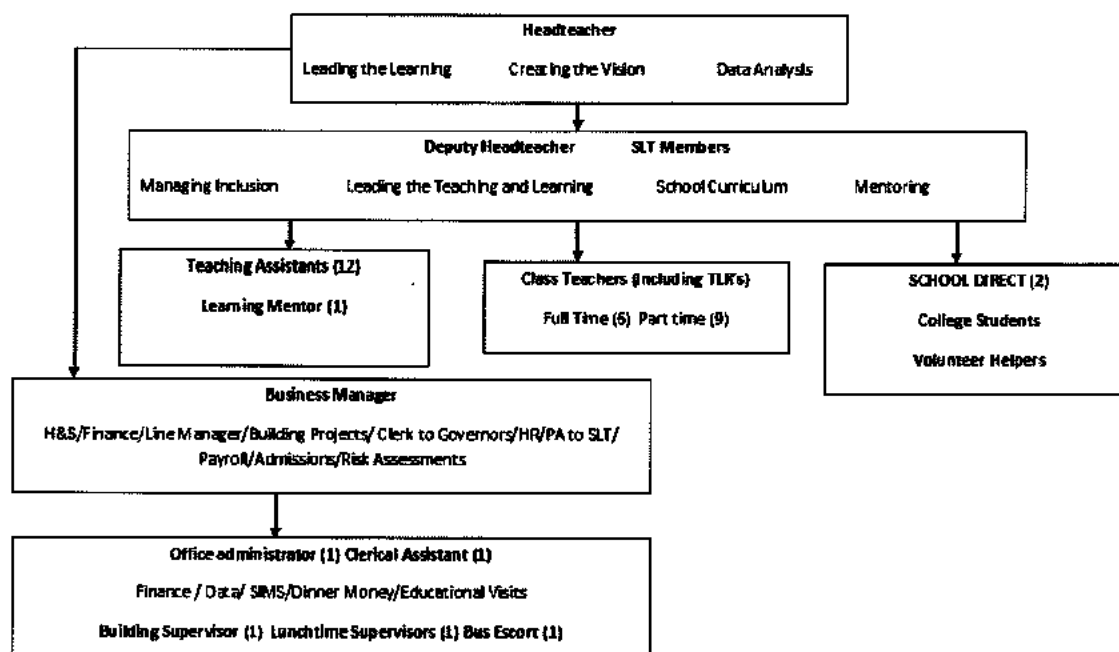 Headteacher
Leading the Learning Creating the Vision Data Analysis
Deputy Headteacher SLT Members
Managing Inclusion Leading the Teaching and Learning School Curriculum Mentoring
Teaching Assistants (12)
Learning Mentor (1)
Class Teachers (including TLR's)
Full Time (6) Part time (9)
SCHOOL DIRECT (2)
College Students
Volunteer Helpers
Business Manager
H&S/Finance/Line Manager/Building Projects/ Clerk to Governors/HR/PA to SLT/
Payroll/Admissions/Risk Assessments
Office administrator (1) Clerical Assistant (1)
Finance / Data/ SIMS/Dinner Money/Educational Visits
Building Supervisor (1) Lunchtime Supervisors (1) Bus Escort (1)